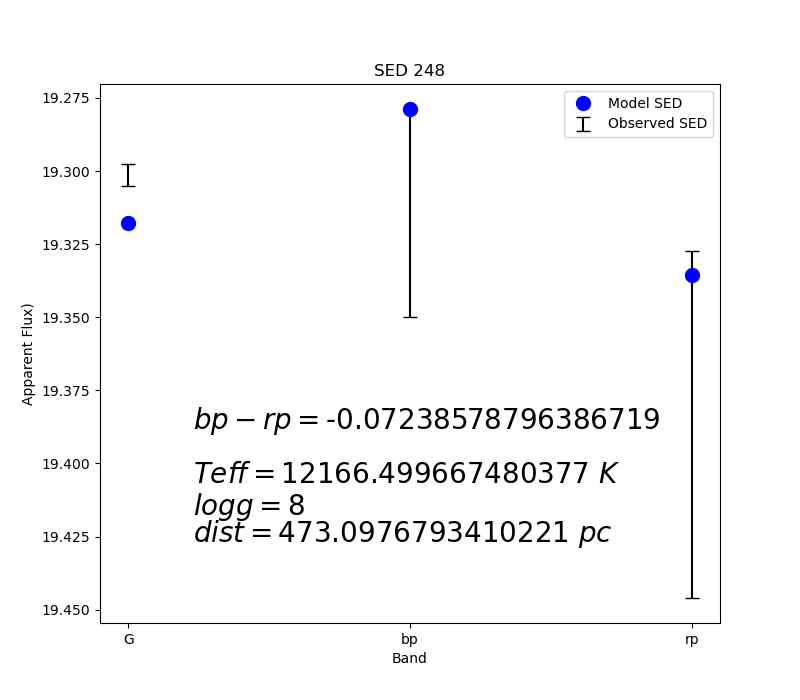 SED 248
Model SED
Observed SED
19.275
19.300
19.325
19.350
19.375
19.400
19.425
19.450
Apparent Flux)
bp − rp = -0.07238578796386719
Teff = 12166.499667480377 K
logg = 8
dist = 473.0976793410221 pc
G bp rp
Band